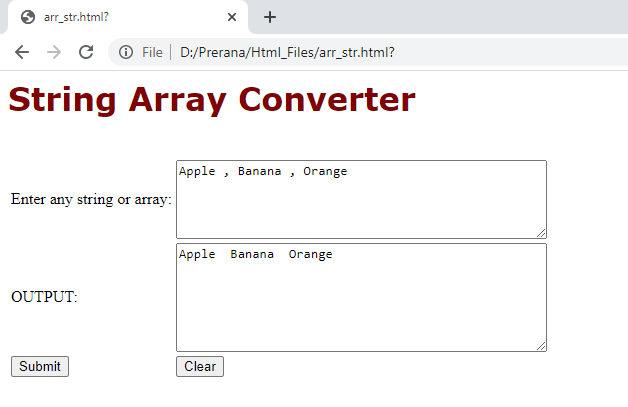 arr_str.html?
File | D:/Prerana/Html_Files/arr_str.html?
String Array Converter
Enter any string or array:
Apple , Banana , Orange
OUTPUT:
Apple  Banana  Orange
Submit
Clear